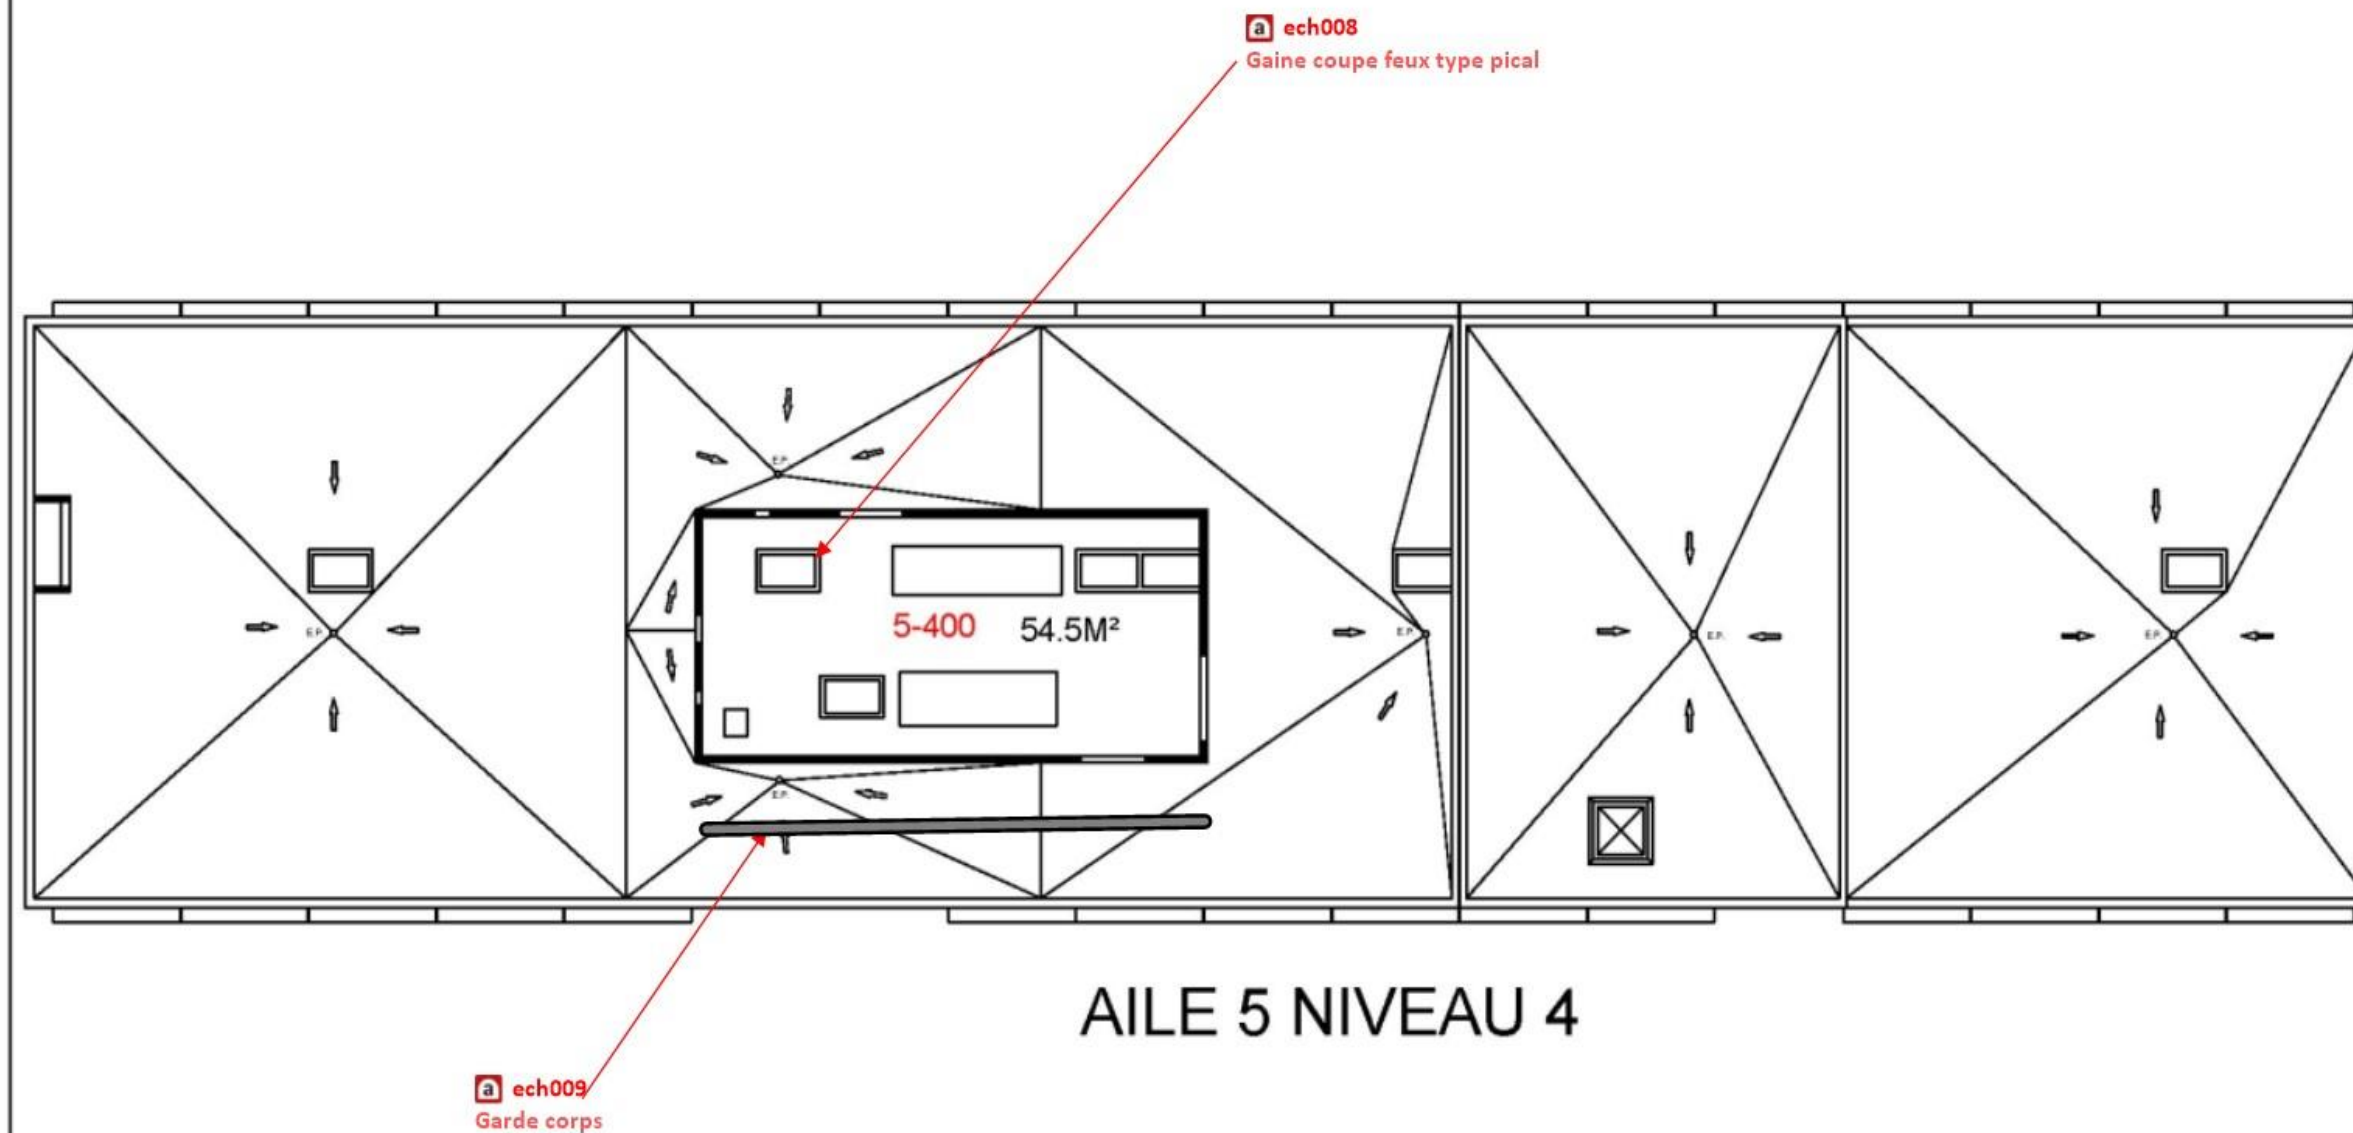 a ech008
Gaine coupe feux type pical
E.P.
5-400 54.5M²
E.P.
E.P.
E.P.
E.P.
E.P.
AILE 5 NIVEAU 4
a ech009
Garde corps